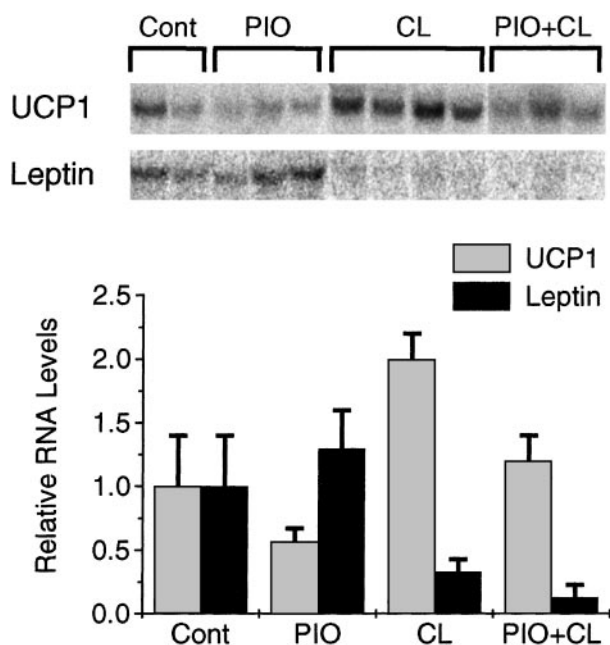 Cont PIO CL PIO+CL
UCP1
Leptin
UCP1
Leptin
Relative RNA Levels
2.5
2.0
1.5
1.0
0.5
0.0
Cont PIO CL PIO+CL